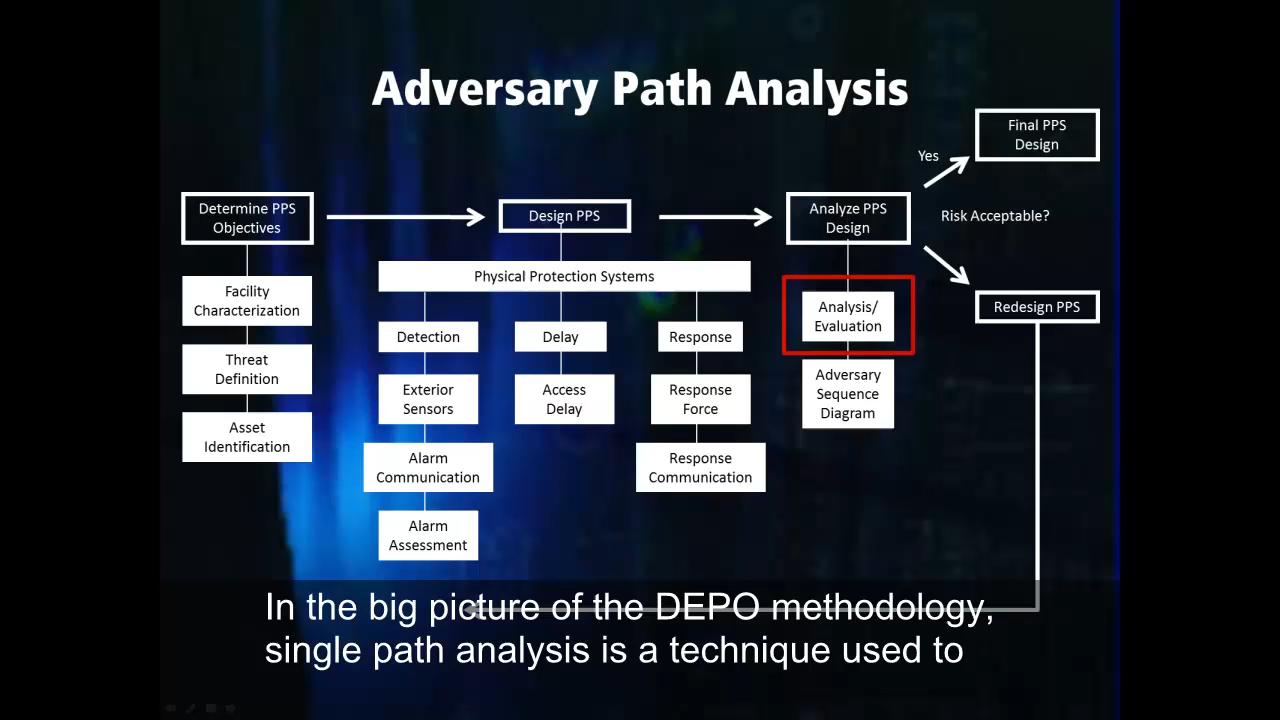 Adversary Path Analysis
Final PPS
Design
Yes
Determine PPS
Objectives
Design PPS
Analyze PPS
Design
Risk Acceptable?
Facility
Characterization
Threat
Definition
Asset
Identification
Physical Protection Systems
Detection
Exterior
Sensors
Alarm
Communication
Alarm
Assessment
Delay
Access
Delay
Response
Response
Force
Response
Communication
Analysis/
Evaluation
Adversary
Sequence
Diagram
Redesign PPS
In the big picture of the DEPO methodology,
single path analysis is a technique used to